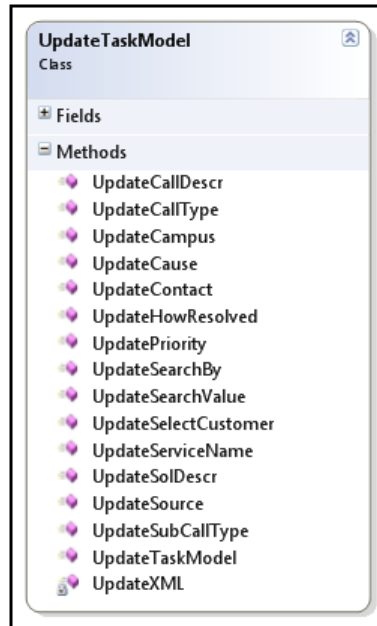 UpdateTaskModel
Class
Fields
Methods
UpdateCallDescr
UpdateCallType
UpdateCampus
UpdateCause
UpdateContact
UpdateHowResolved
UpdatePriority
UpdateSearchBy
UpdateSearchValue
UpdateSelectCustomer
UpdateServiceName
UpdateSolDescr
UpdateSource
UpdateSubCallType
UpdateTaskModel
UpdateXML